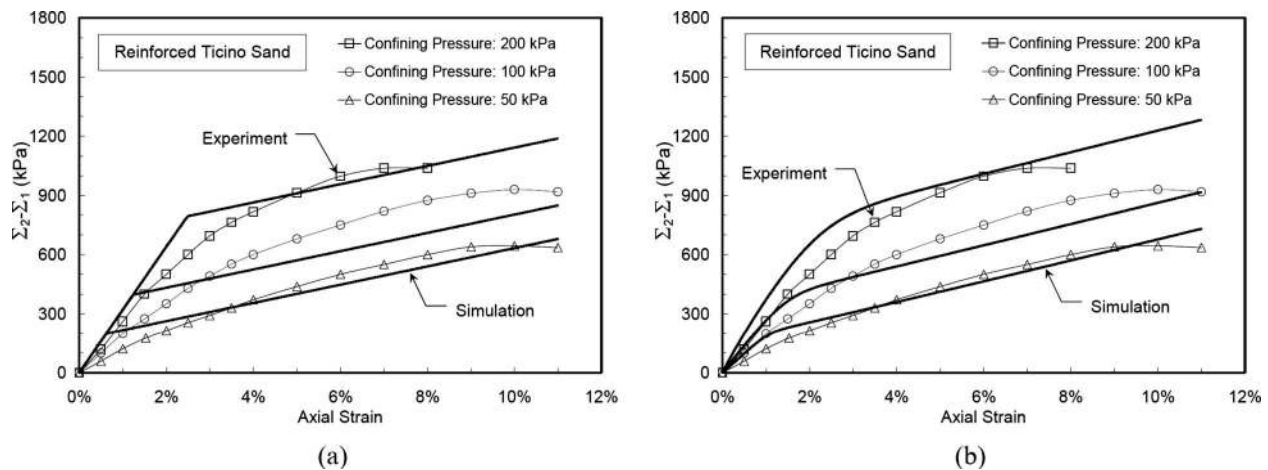 1800
1500
1200
900
600
300
0
Σ2-Σ1 (kPa)
Reinforced Ticino Sand
Confining Pressure: 200 kPa
Confining Pressure: 100 kPa
Confining Pressure: 50 kPa
Experiment
Simulation
0% 2% 4% 6% 8% 10% 12%
Axial Strain
(a)
1800
1500
1200
900
600
300
0
Σ2-Σ1 (kPa)
Reinforced Ticino Sand
Confining Pressure: 200 kPa
Confining Pressure: 100 kPa
Confining Pressure: 50 kPa
Experiment
Simulation
0% 2% 4% 6% 8% 10% 12%
Axial Strain
(b)